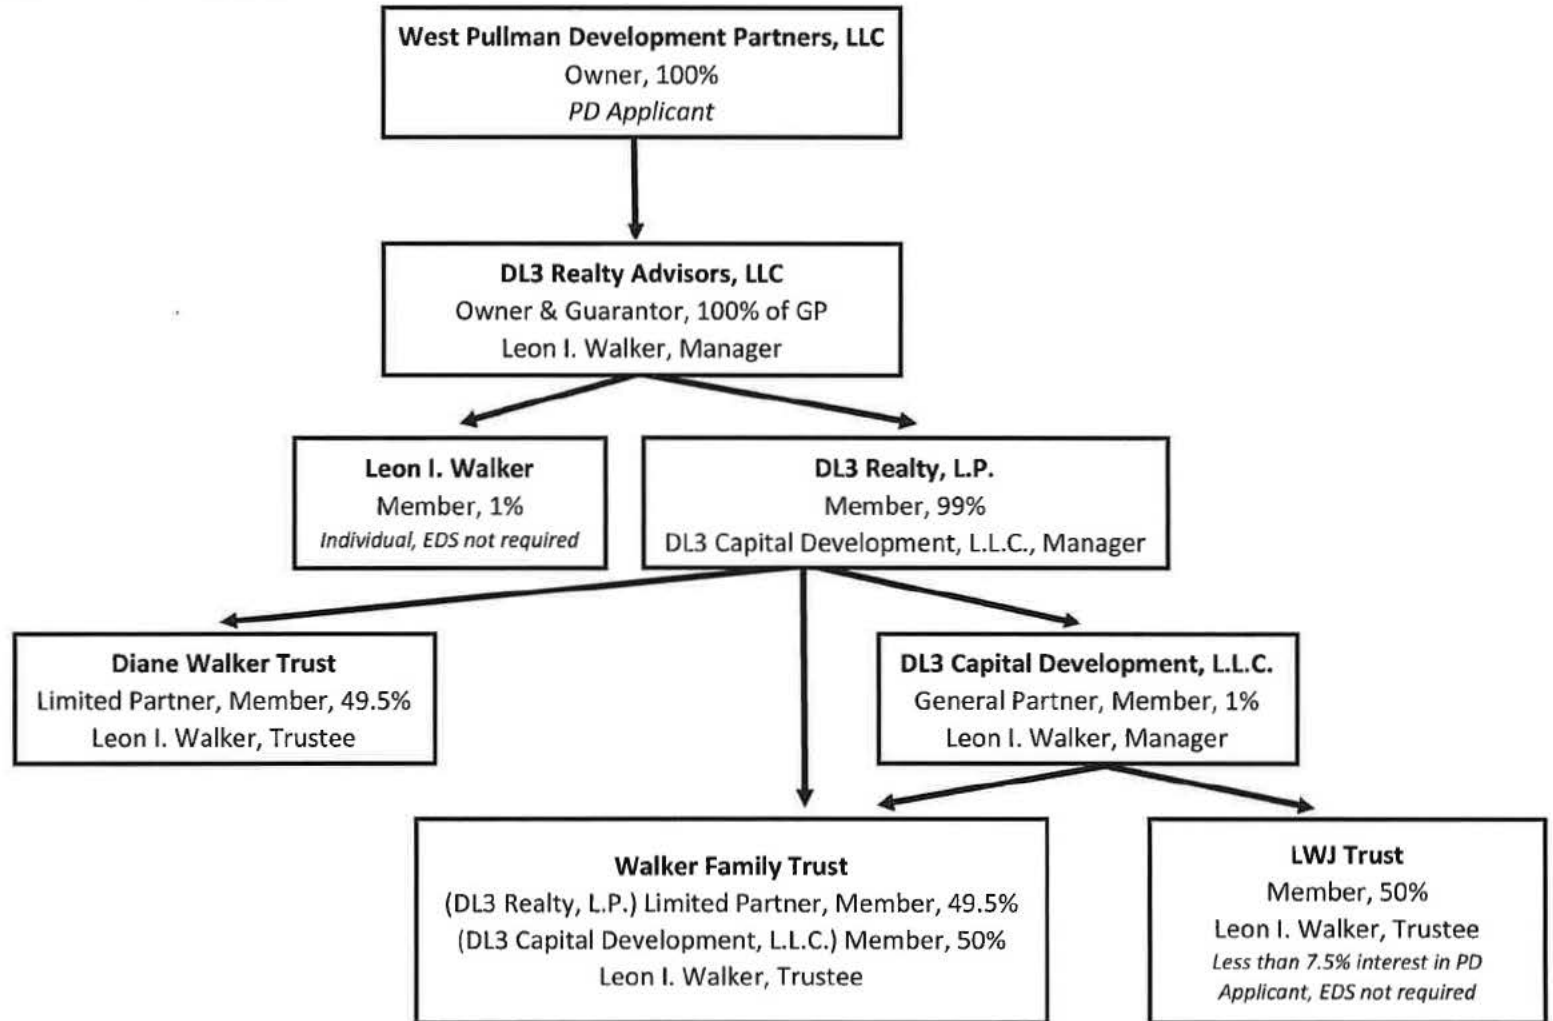 West Pullman Development Partners, LLC
Owner, 100%
PD Applicant
DL3 Realty Advisors, LLC
Owner & Guarantor, 100% of GP
Leon I. Walker, Manager
Leon I. Walker
Member, 1%
Individual, EDS not required
DL3 Realty, L.P.
Member, 99%
DL3 Capital Development, L.L.C., Manager
Diane Walker Trust
Limited Partner, Member, 49.5%
Leon I. Walker, Trustee
DL3 Capital Development, L.L.C.
General Partner, Member, 1%
Leon I. Walker, Manager
Walker Family Trust
(DL3 Realty, L.P.) Limited Partner, Member, 49.5%
(DL3 Capital Development, L.L.C.) Member, 50%
Leon I. Walker, Trustee
LWJ Trust
Member, 50%
Leon I. Walker, Trustee
Less than 7.5% interest in PD
Applicant, EDS not required